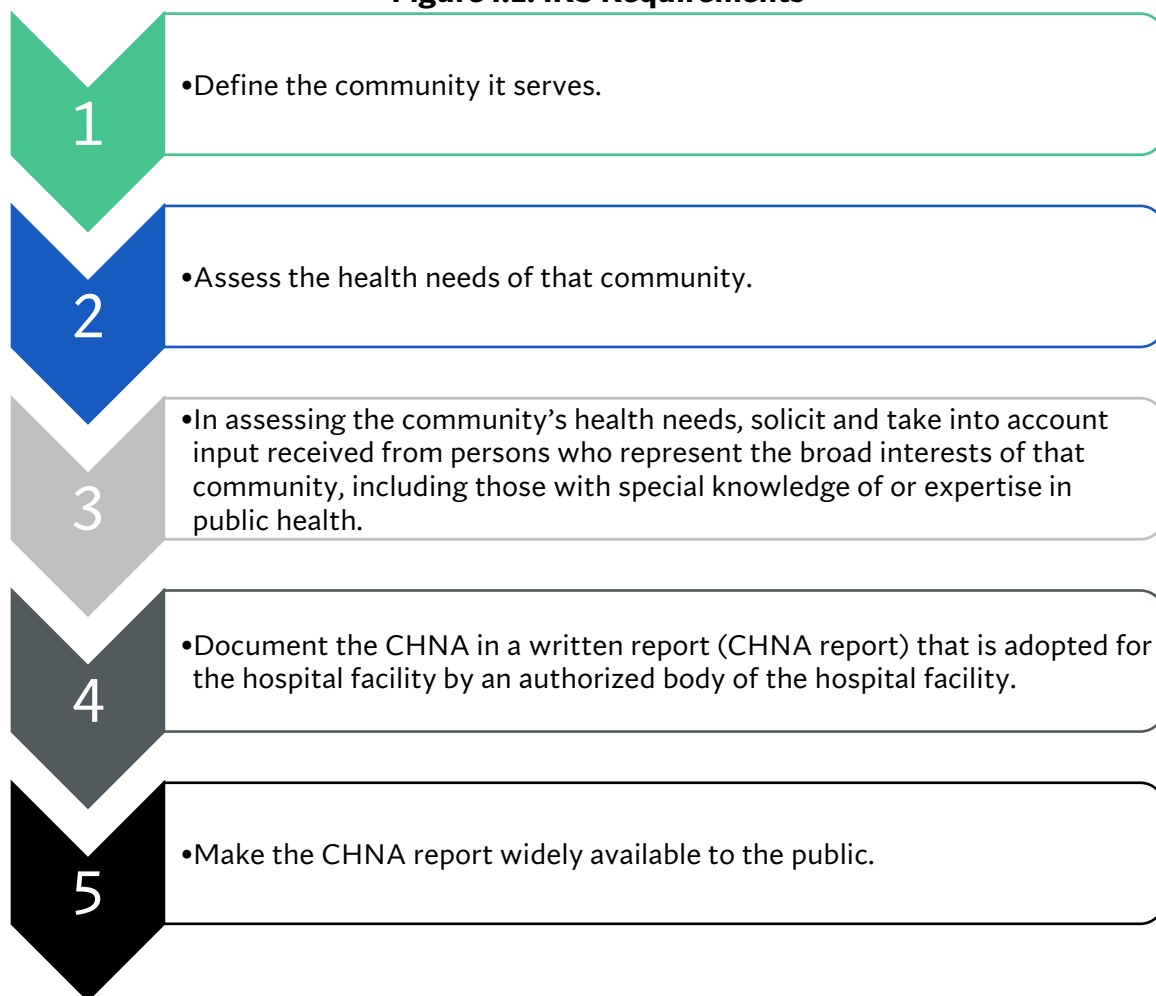 Figure I.2: IRS Requirements
1
•Define the community it serves.
2
•Assess the health needs of that community.
3
•In assessing the community’s health needs, solicit and take into account
input received from persons who represent the broad interests of that
community, including those with special knowledge of or expertise in
public health.
4
•Document the CHNA in a written report (CHNA report) that is adopted for
the hospital facility by an authorized body of the hospital facility.
5
•Make the CHNA report widely available to the public.